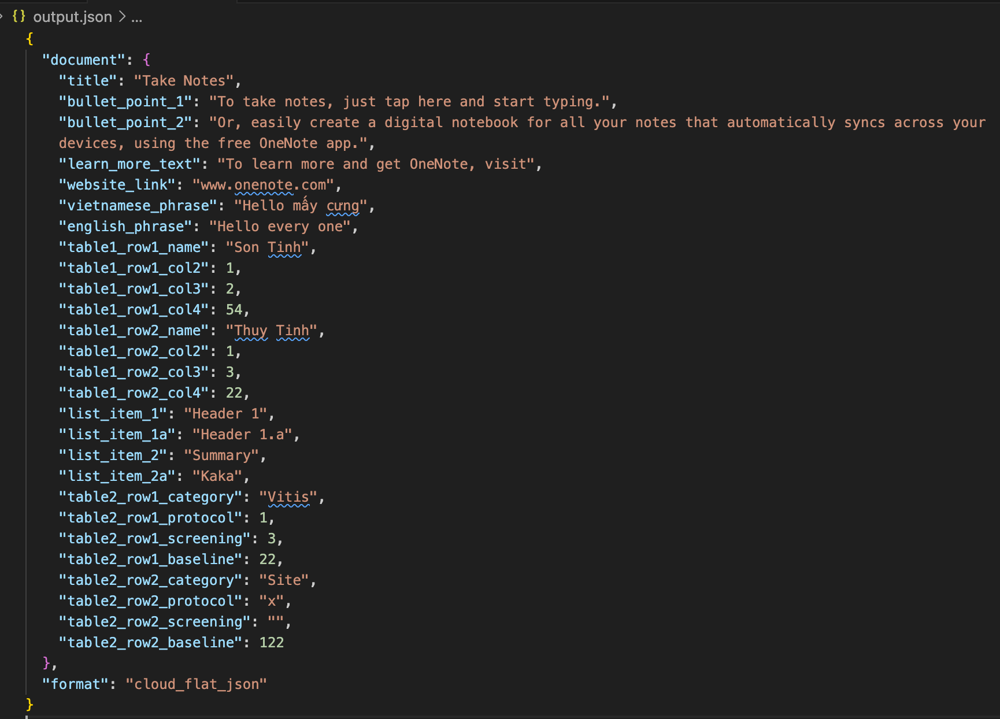 {} output.json > ...
{
"document": {
"title": "Take Notes",
"bullet_point_1": "To take notes, just tap here and start typing.",
"bullet_point_2": "Or, easily create a digital notebook for all your notes that automatically syncs across your
devices, using the free OneNote app.",
"learn_more_text": "To learn more and get OneNote, visit",
"website_link": "www.onenote.com",
"vietnamese_phrase": "Hello mấy cưng",
"english_phrase": "Hello every one",
"table1_row1_name": "Son Tinh",
"table1_row1_col2": 1,
"table1_row1_col3": 2,
"table1_row1_col4": 54,
"table1_row2_name": "Thuy Tinh",
"table1_row2_col2": 1,
"table1_row2_col3": 3,
"table1_row2_col4": 22,
"list_item_1": "Header 1",
"list_item_1a": "Header 1.a",
"list_item_2": "Summary",
"list_item_2a": "Kaka",
"table2_row1_category": "Vitis",
"table2_row1_protocol": 1,
"table2_row1_screening": 3,
"table2_row1_baseline": 22,
"table2_row2_category": "Site",
"table2_row2_protocol": "x",
"table2_row2_screening": "",
"table2_row2_baseline": 122
},
"format": "cloud_flat_json"
}